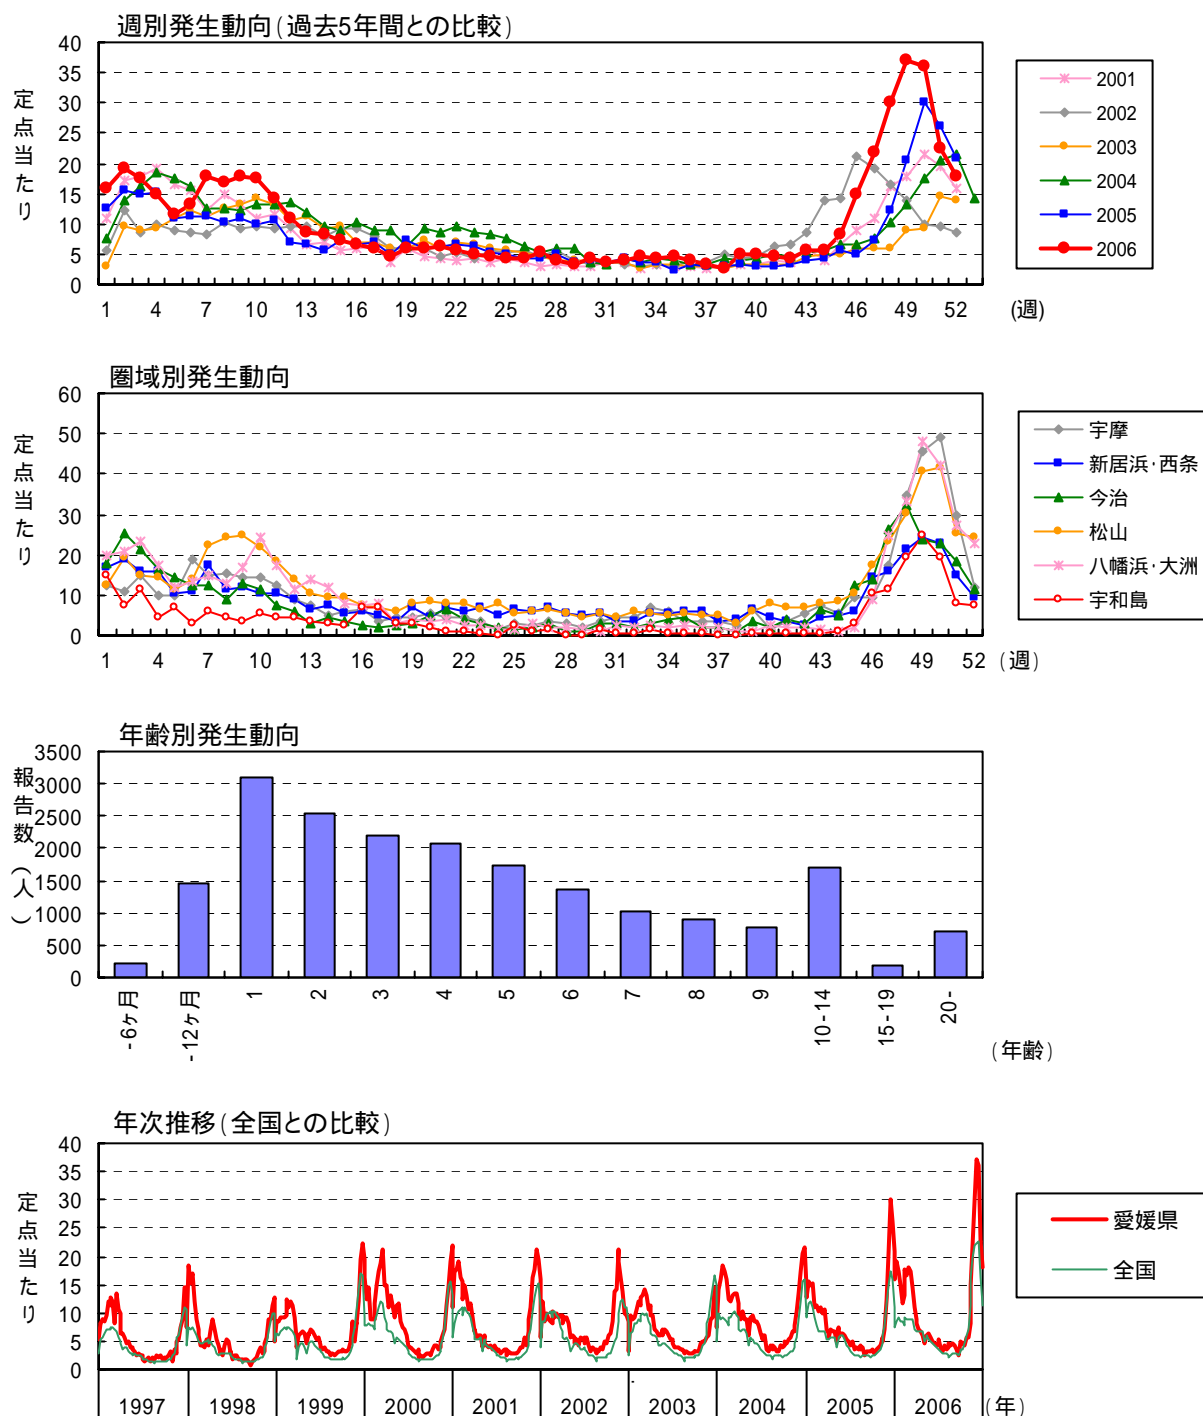 週別発生動向(過去5年間との比較)
定点当たり
40
35
30
25
20
15
10
5
0
1 4 7 10 13 16 19 22 25 28 31 34 37 40 43 46 49 52 (週)
2001
2002
2003
2004
2005
2006
圏域別発生動向
定点当たり
60
50
40
30
20
10
0
1 4 7 10 13 16 19 22 25 28 31 34 37 40 43 46 49 52 (週)
宇摩
新居浜・西条
今治
松山
八幡浜・大洲
宇和島
年齢別発生動向
報告数(人)
3500
3000
2500
2000
1500
1000
500
0
-6ヶ月 -12ヶ月 1 2 3 4 5 6 7 8 9 10-14 15-19 20-
(年齢)
年次推移(全国との比較)
定点当たり
40
35
30
25
20
15
10
5
0
1997 1998 1999 2000 2001 2002 2003 2004 2005 2006 (年)
愛媛県
全国